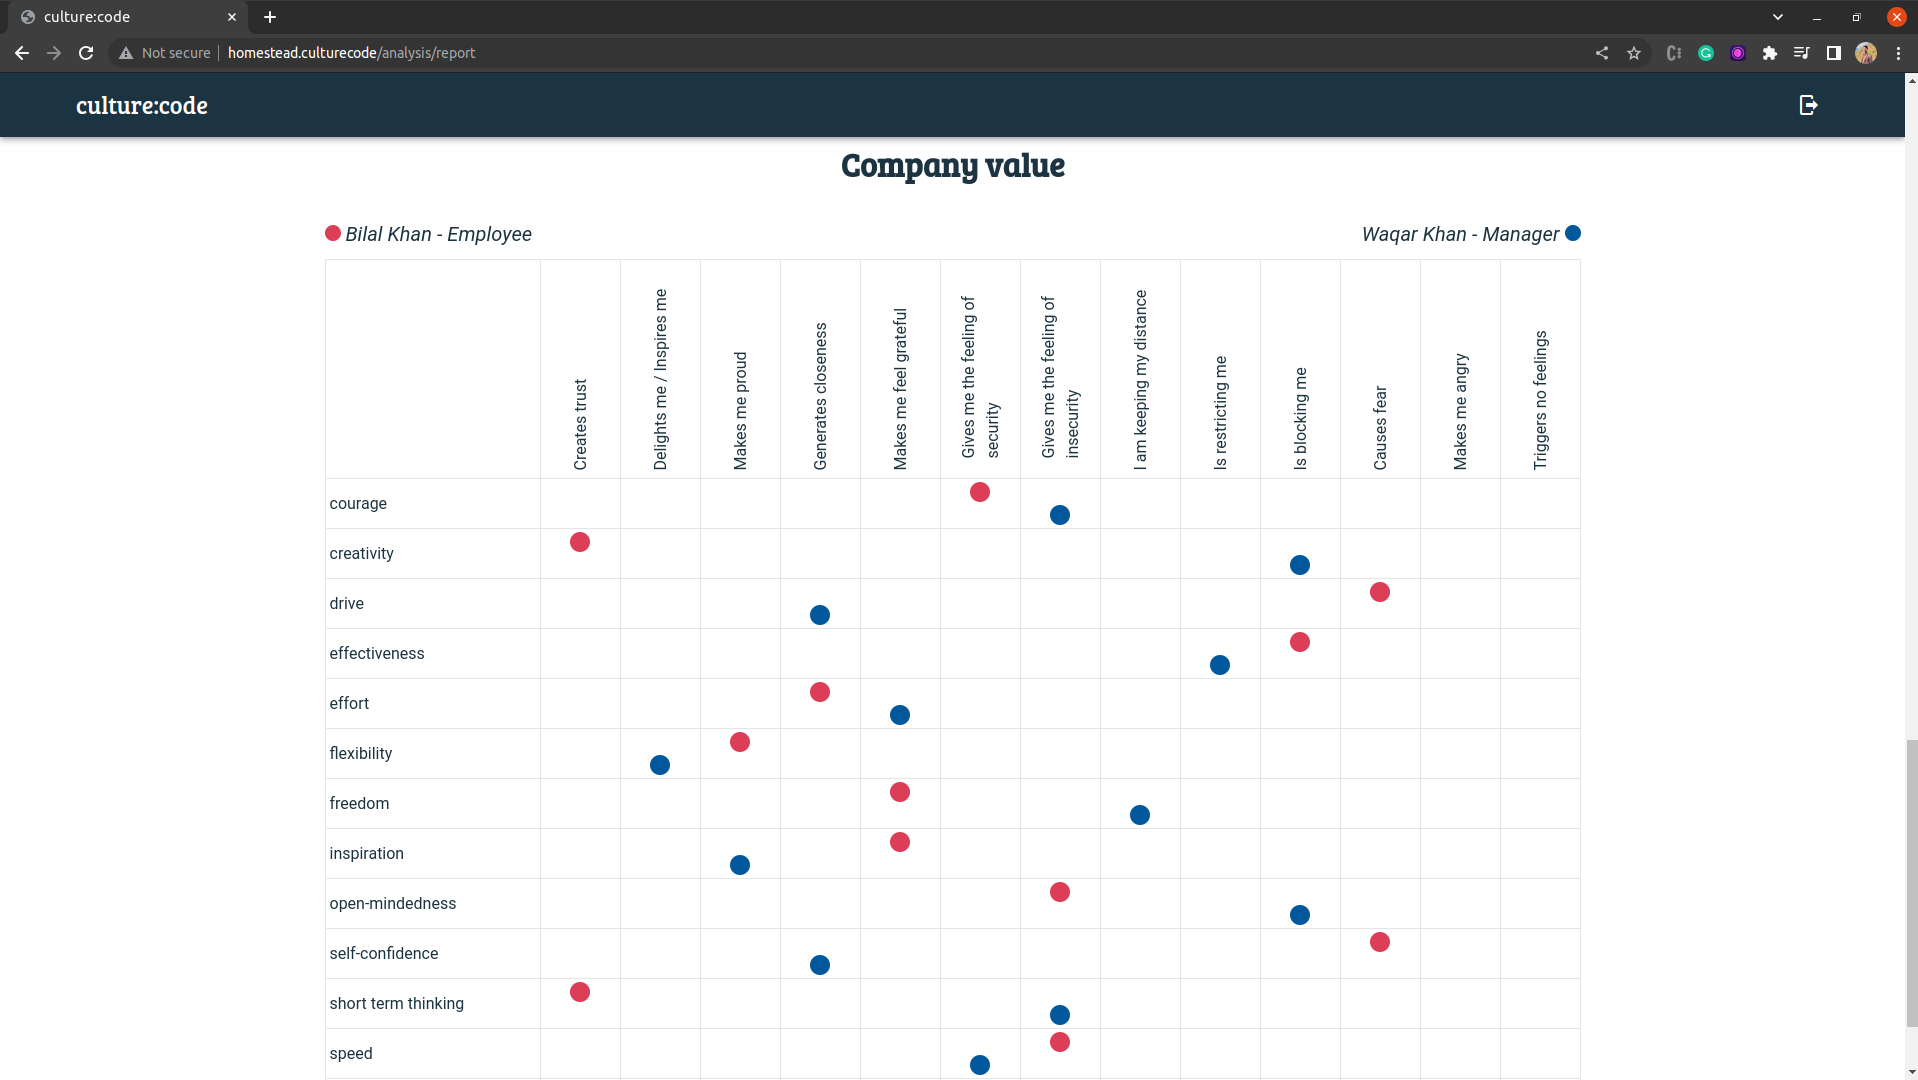 culture:code
Not secure
homestead.culturecode/analysis/report
culture:code
Company value
Bilal Khan - Employee
Waqar Khan - Manager
Creates trust
Delights me / Inspires me
Makes me proud
Generates closeness
Makes me feel grateful
Gives me the feeling of
security
Gives me the feeling of
insecurity
I am keeping my distance
Is restricting me
Is blocking me
Causes fear
Makes me angry
Triggers no feelings
courage
creativity
drive
effectiveness
effort
flexibility
freedom
inspiration
open-mindedness
self-confidence
short term thinking
speed